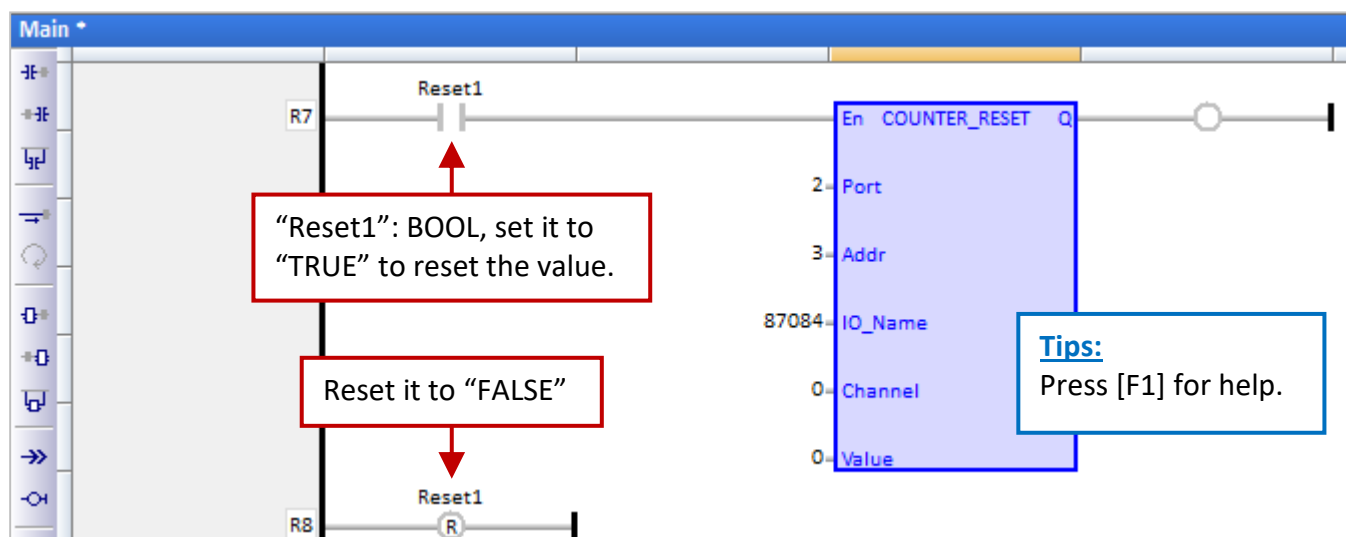 Main *
Reset1
R7
En COUNTER_RESET Q
2 Port
“Reset1”: BOOL, set it to
“TRUE” to reset the value.
3 Addr
87084 IO_Name
Tips:
Press [F1] for help.
Reset it to “FALSE”
0 Channel
0 Value
Reset1
R8
R